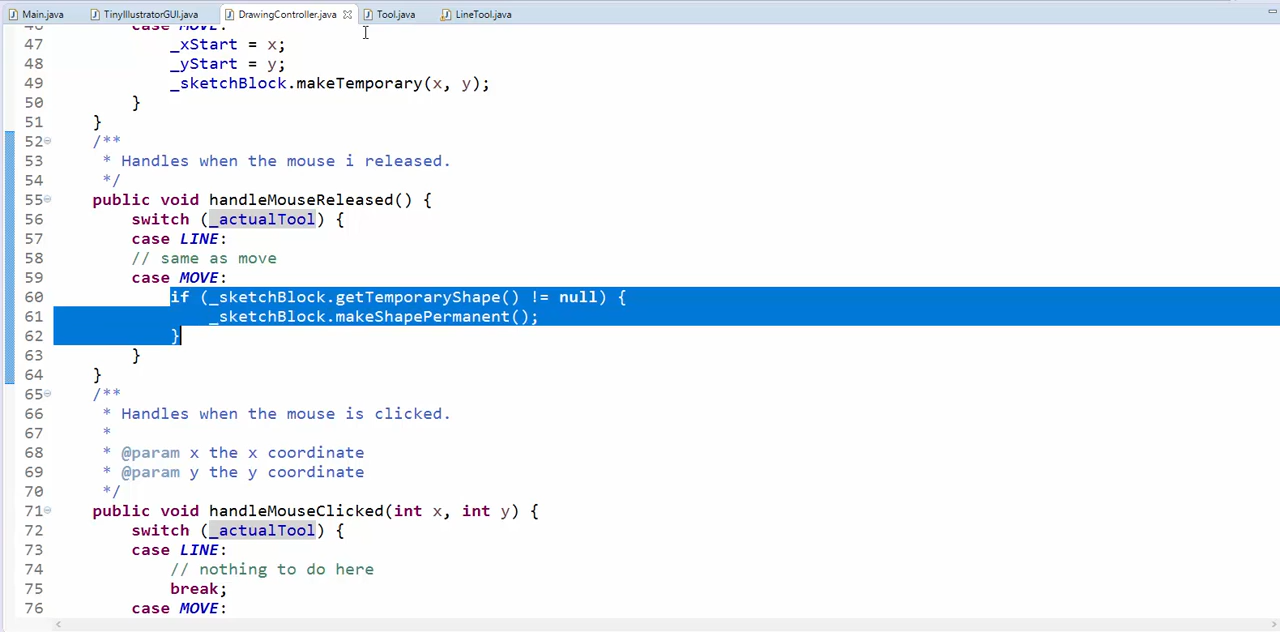 Main.java TinyIllustratorGUI.java DrawingController.java Tool.java LineTool.java
46 case MOVE:
47 _xStart = x;
48 _yStart = y;
49 _sketchBlock.makeTemporary(x, y);
50 }
51 }
52 /**
53 * Handles when the mouse i released.
54 */
55 public void handleMouseReleased() {
56 switch (_actualTool) {
57 case LINE:
58 // same as move
59 case MOVE:
60 if (_sketchBlock.getTemporaryShape() != null) {
61 _sketchBlock.makeShapePermanent();
62 }
63 }
64 }
65 /**
66 * Handles when the mouse is clicked.
67 *
68 * @param x the x coordinate
69 * @param y the y coordinate
70 */
71 public void handleMouseClicked(int x, int y) {
72 switch (_actualTool) {
73 case LINE:
74 // nothing to do here
75 break;
76 case MOVE: